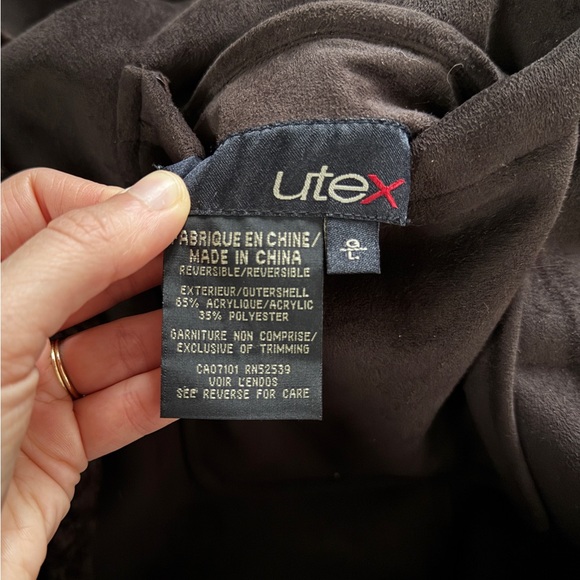 utex
FABRIQUE EN CHINE/
MADE IN CHINA
REVERSIBLE/REVERSIBLE
EXTERIEUR/OUTERSHELL
65% ACRYLIQUE/ACRYLIC
35% POLYESTER
GARNITURE NON COMPRISE/
EXCLUSIVE OF TRIMMING
CA07101 RN52539
VOIR L'ENDOS
SEE REVERSE FOR CARE
G
L